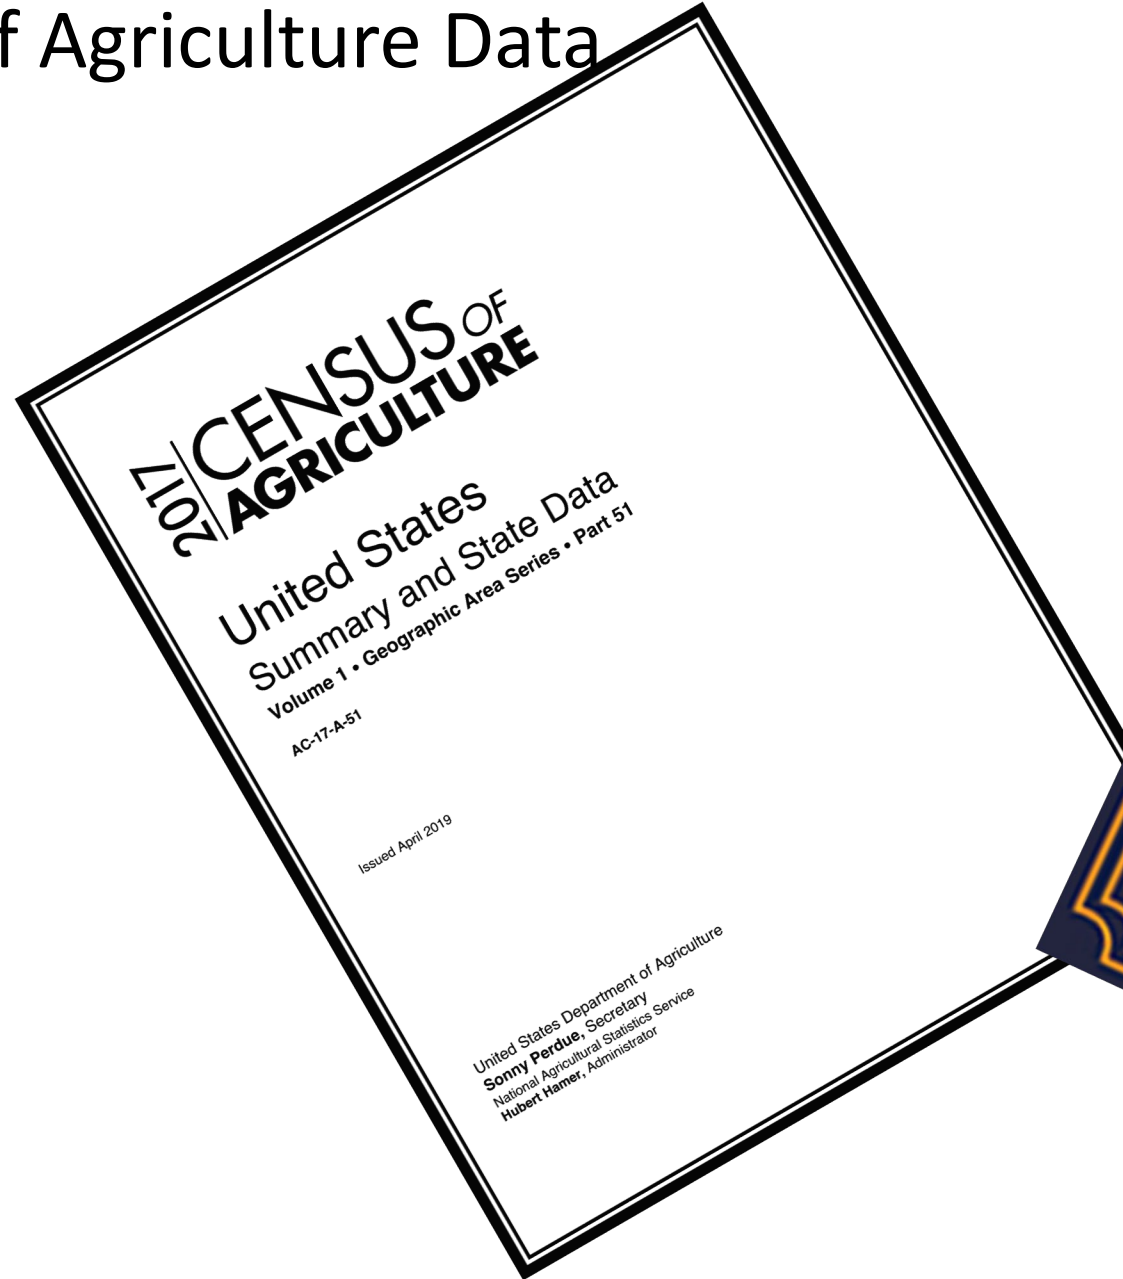 f Agriculture Data
2017
CENSUS OF
AGRICULTURE
United States
Summary and State Data
Volume 1 • Geographic Area Series • Part 51
AC-17-A-51
Issued April 2019
United States Department of Agriculture
Sonny Perdue, Secretary
National Agricultural Statistics Service
Hubert Hamer, Administrator